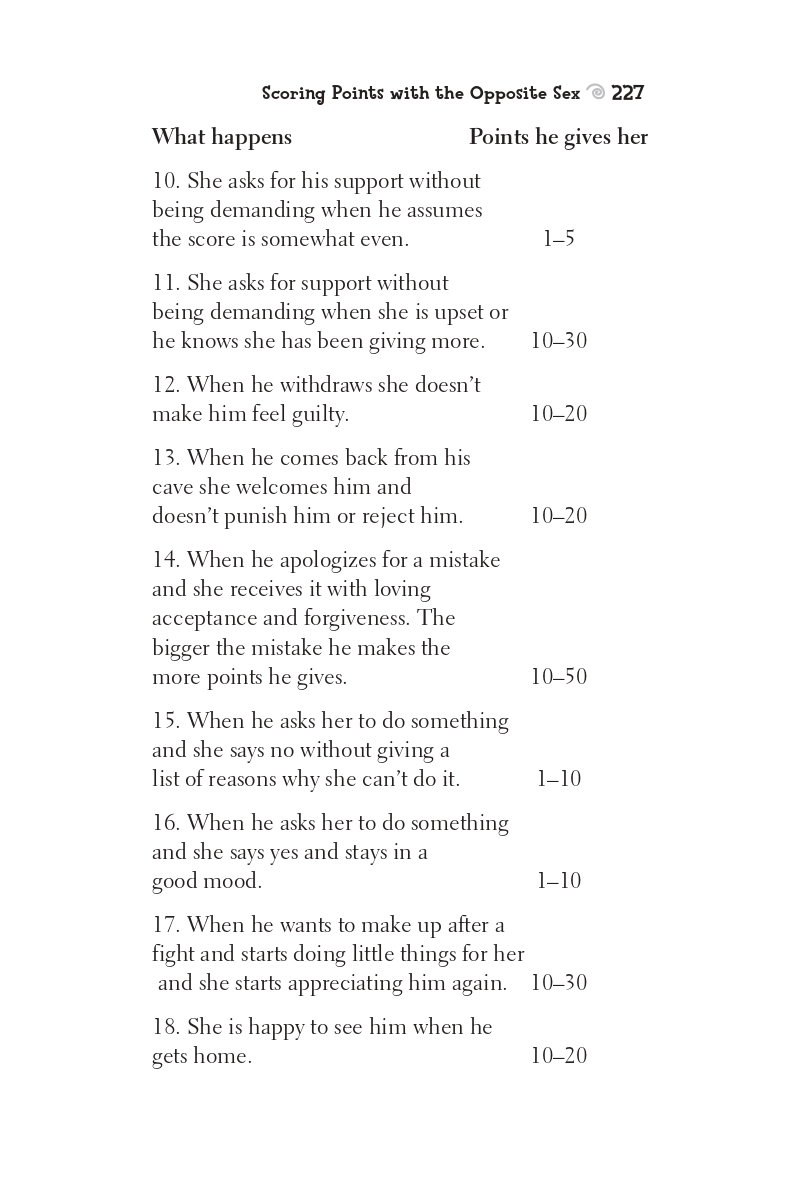 Scoring Points with the Opposite Sex 227
What happens Points he gives her
10. She asks for his support without
being demanding when he assumes
the score is somewhat even. 1–5
11. She asks for support without
being demanding when she is upset or
he knows she has been giving more. 10–30
12. When he withdraws she doesn’t
make him feel guilty. 10–20
13. When he comes back from his
cave she welcomes him and
doesn’t punish him or reject him. 10–20
14. When he apologizes for a mistake
and she receives it with loving
acceptance and forgiveness. The
bigger the mistake he makes the
more points he gives. 10–50
15. When he asks her to do something
and she says no without giving a
list of reasons why she can’t do it. 1–10
16. When he asks her to do something
and she says yes and stays in a
good mood. 1–10
17. When he wants to make up after a
fight and starts doing little things for her
and she starts appreciating him again. 10–30
18. She is happy to see him when he
gets home. 10–20